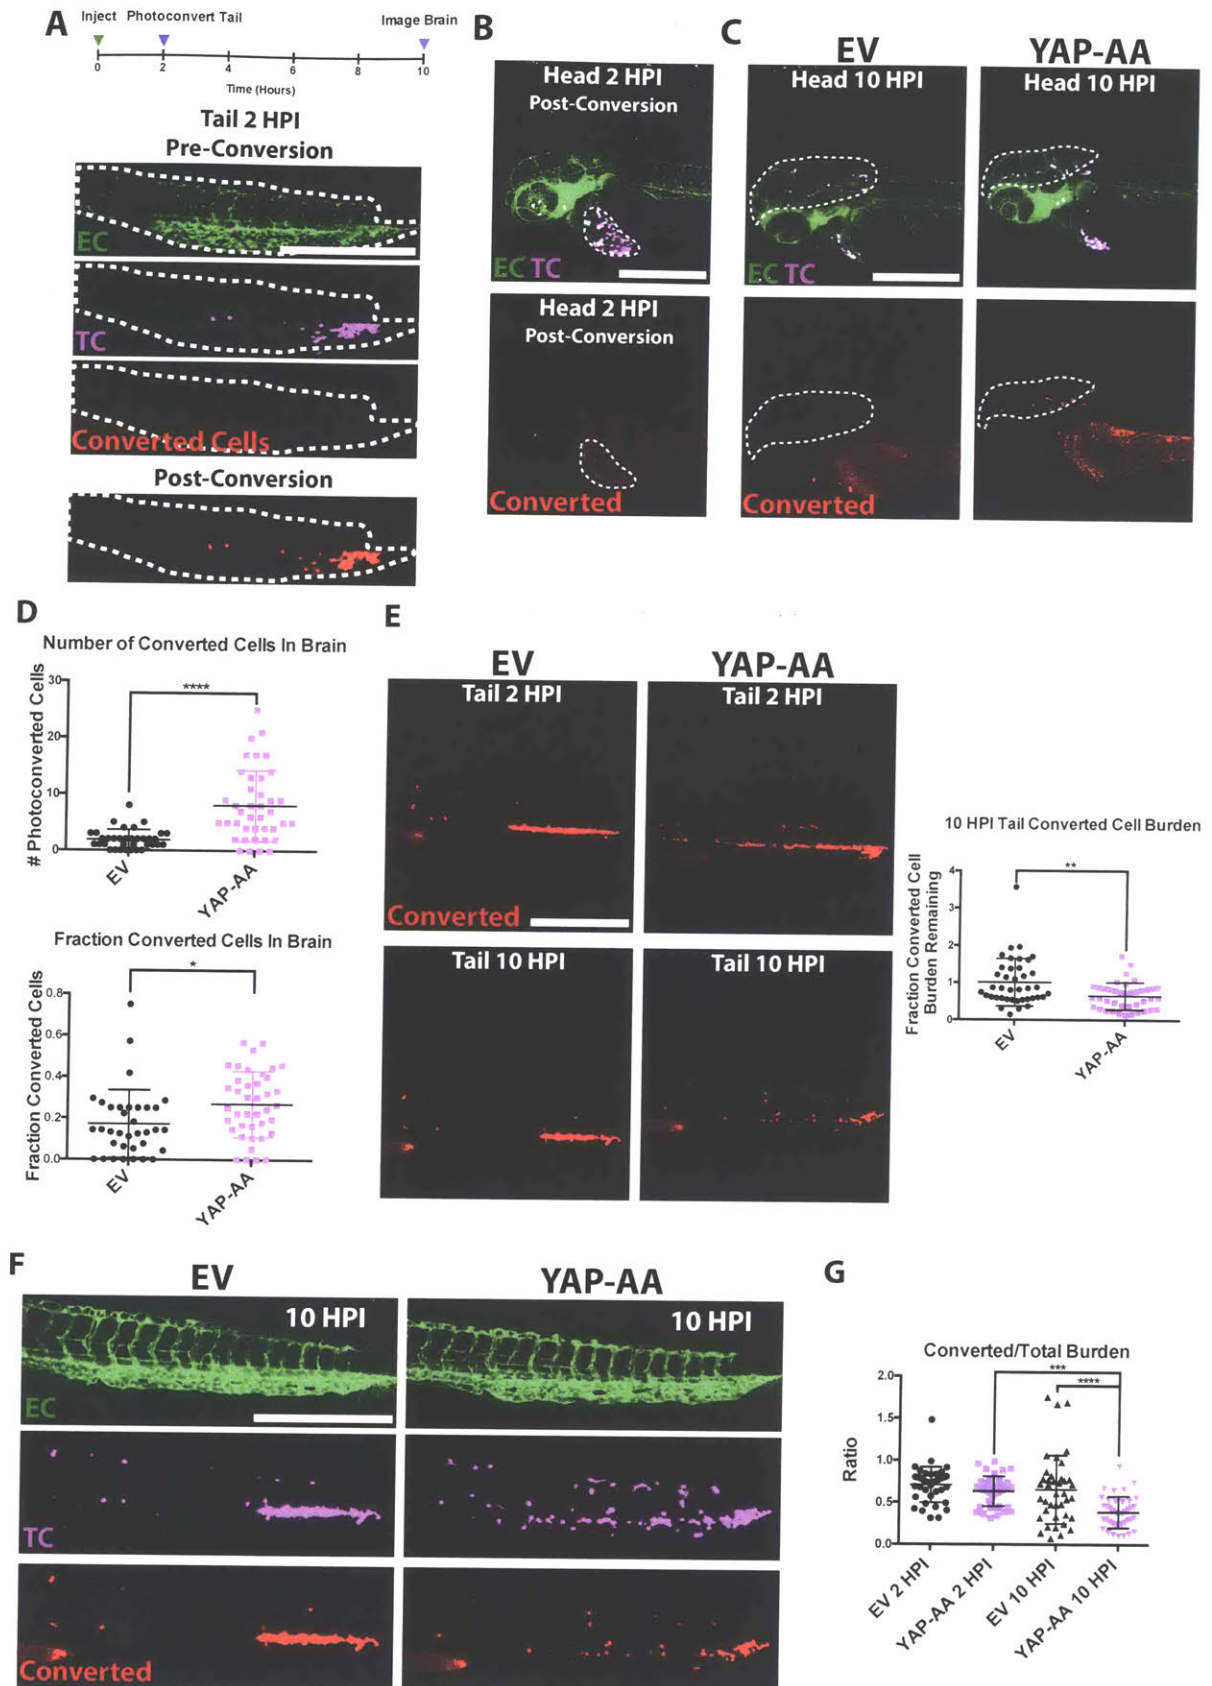 A
Inject Photoconvert Tail Image Brain
0 2 4 6 8 10
Time (Hours)
Tail 2 HPI
Pre-Conversion
EC
TC
Converted Cells
Post-Conversion
B
Head 2 HPI
Post-Conversion
EC TC
Head 2 HPI
Post-Conversion
Converted
C
EV YAP-AA
Head 10 HPI Head 10 HPI
EC TC
Converted
D
Number of Converted Cells In Brain
# Photoconverted Cells
30
20
10
0
****
EV YAP-AA
Fraction Converted Cells In Brain
Fraction Converted Cells
0.8
0.6
0.4
0.2
0.0
*
EV YAP-AA
E
EV YAP-AA
Tail 2 HPI Tail 2 HPI
Converted
Tail 10 HPI Tail 10 HPI
10 HPI Tail Converted Cell Burden
Fraction Converted Cell
Burden Remaining
4
3
2
1
0
**
EV YAP-AA
F
EV YAP-AA
10 HPI 10 HPI
EC
TC
Converted
G
Converted/Total Burden
Ratio
2.0
1.5
1.0
0.5
0.0
***
****
EV 2 HPI YAP-AA 2 HPI EV 10 HPI YAP-AA 10 HPI